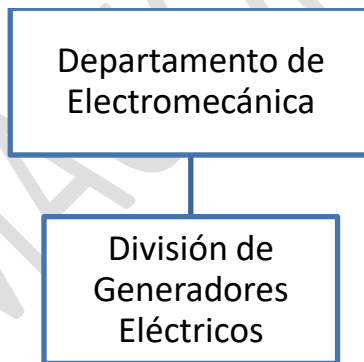 Departamento de
Electromecánica
División de
Generadores
Eléctricos